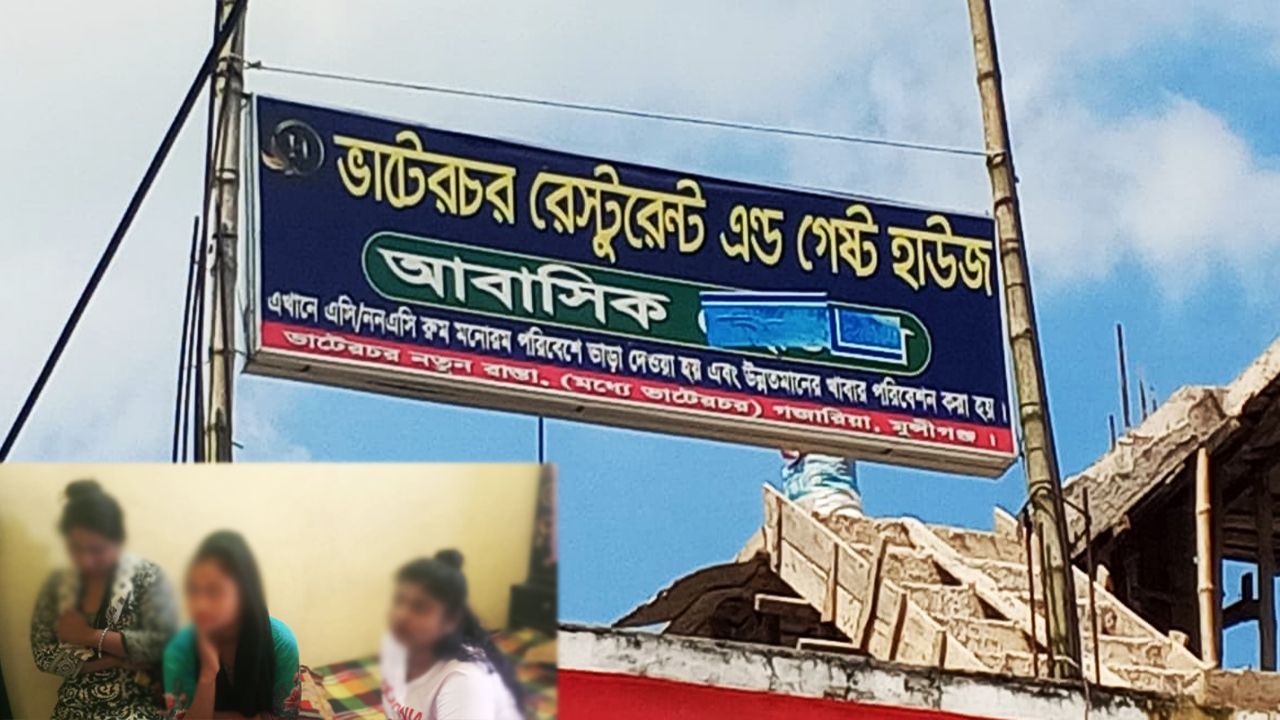 ভাটেরচর রেস্টুরেন্ট এন্ড গেষ্ট হাউজ
আবাসিক
এখানে এসি/ননএসি রুম মনোরম পরিবেশে ভাড়া দেওয়া হয় এবং উন্নতমানের খাবার পরিবেশন করা হয়।
ভাটেরচর নতুন রাস্তা, (মধ্যে ভাটেরচর) গজারিয়া, মুন্সীগঞ্জ।